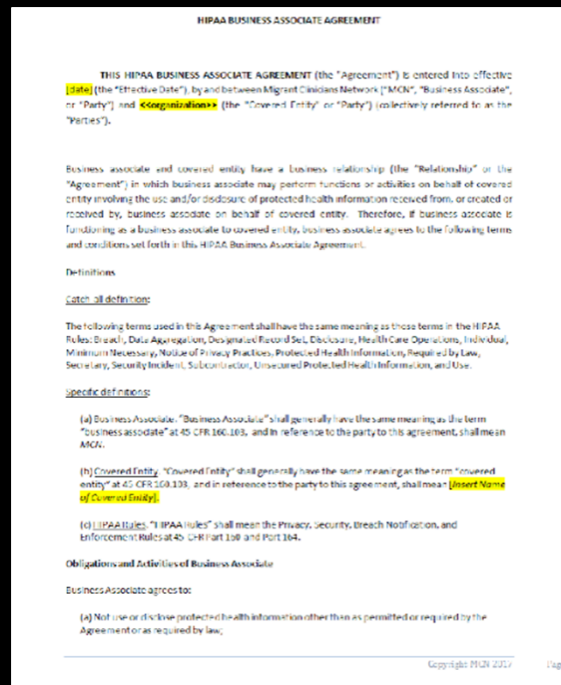 HIPAA BUSINESS ASSOCIATE AGREEMENT
THIS HIPAA BUSINESS ASSOCIATE AGREEMENT (the "Agreement") is entered into effective
[date] (the "Effective Date"), by and between Migrant Clinicians Network ("MCN", "Business Associate",
or "Party") and <<organization>> (the "Covered Entity" or "Party") (collectively referred to as the
"Parties").
Business associate and covered entity have a business relationship (the "Relationship" or the
"Agreement") in which business associate may perform functions or activities on behalf of covered
entity involving the use and/or disclosure of protected health information received from, or created or
received by, business associate on behalf of covered entity. Therefore, if business associate is
functioning as a business associate to covered entity, business associate agrees to the following terms
and conditions set forth in this HIPAA Business Associate Agreement.
Definitions
Catch-all definition:
The following terms used in this Agreement shall have the same meaning as those terms in the HIPAA
Rules: Breach, Data Aggregation, Designated Record Set, Disclosure, Health Care Operations, Individual,
Minimum Necessary, Notice of Privacy Practices, Protected Health Information, Required by Law,
Secretary, Security Incident, Subcontractor, Unsecured Protected Health Information, and Use.
Specific definitions:
(a) Business Associate. "Business Associate" shall generally have the same meaning as the term
"business associate" at 45 CFR 160.103, and in reference to the party to this agreement, shall mean
MCN.
(b) Covered Entity. "Covered Entity" shall generally have the same meaning as the term "covered
entity" at 45 CFR 160.103, and in reference to the party to this agreement, shall mean [Insert Name
of Covered Entity].
(c) HIPAA Rules. "HIPAA Rules" shall mean the Privacy, Security, Breach Notification, and
Enforcement Rules at 45 CFR Part 160 and Part 164.
Obligations and Activities of Business Associate
Business Associate agrees to:
(a) Not use or disclose protected health information other than as permitted or required by the
Agreement or as required by law;
Copyright MCN 2017 Pag